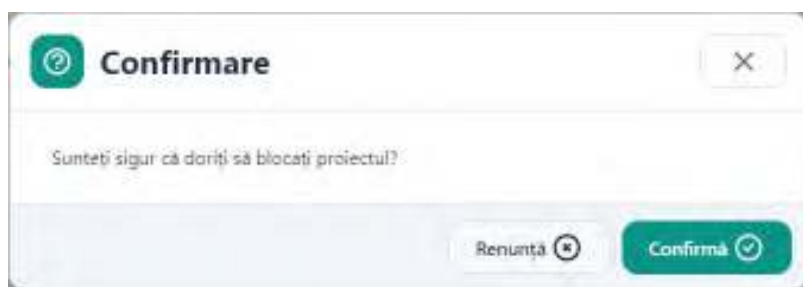 Confirmare
Sunteți sigur că doriți să blocați proiectul?
Renunță
Confirmă